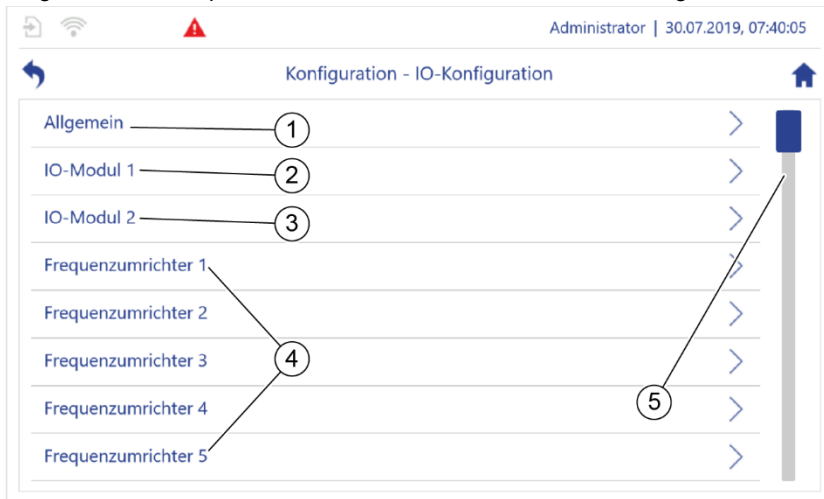 Administrator | 30.07.2019, 07:40:05
Konfiguration - IO-Konfiguration
Allgemein 1
IO-Modul 1 2
IO-Modul 2 3
Frequenzumrichter 1
Frequenzumrichter 2
Frequenzumrichter 3 4
Frequenzumrichter 4 5
Frequenzumrichter 5